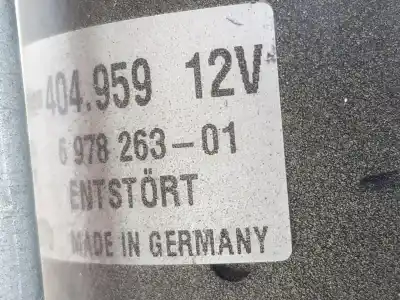 404.959 12V
6 978 263-01
ENTSTÖRT
MADE IN GERMANY